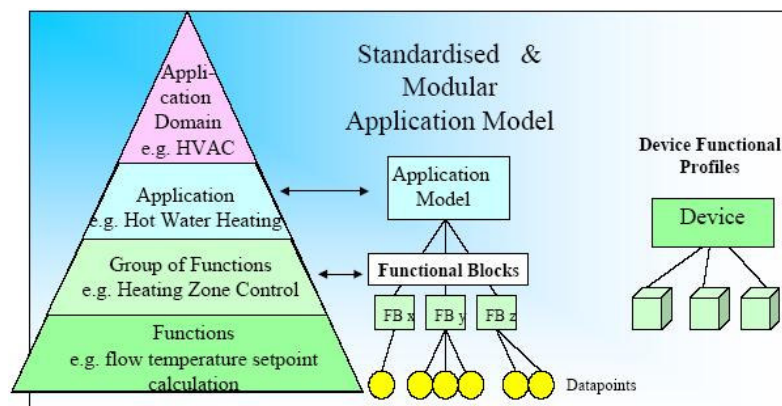 Appli-
cation
Domain
e.g. HVAC
Application
e.g. Hot Water Heating
Group of Functions
e.g. Heating Zone Control
Functions
e.g. flow temperature setpoint
calculation
Standardised &
Modular
Application Model
Application
Model
Functional Blocks
FB x
FB y
FB z
Datapoints
Device Functional
Profiles
Device